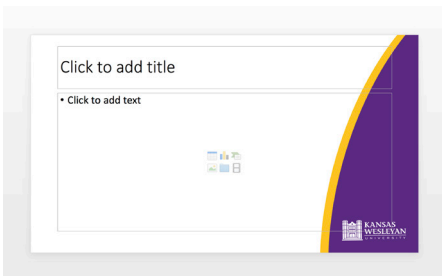 Click to add title
• Click to add text
KANSAS
WESLEYAN
UNIVERSITY